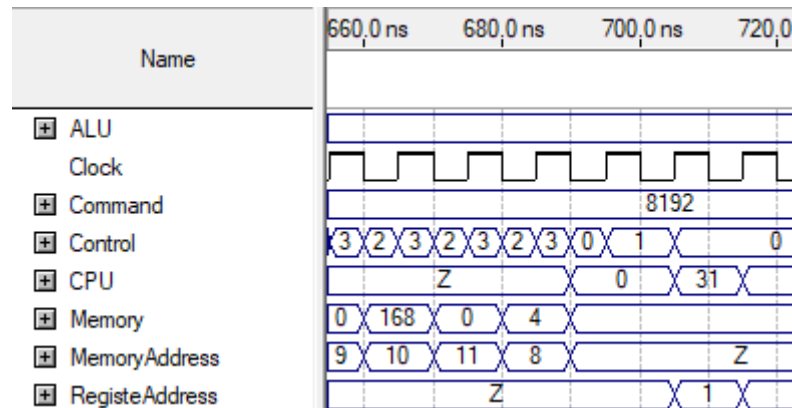 Name 660,0 ns 680,0 ns 700,0 ns 720,0
ALU
Clock
Command 8192
Control 3 2 3 2 3 2 3 0 1 0
CPU Z 0 31
Memory 0 168 0 4
MemoryAddress 9 10 11 8 Z
RegisteAddress Z 1